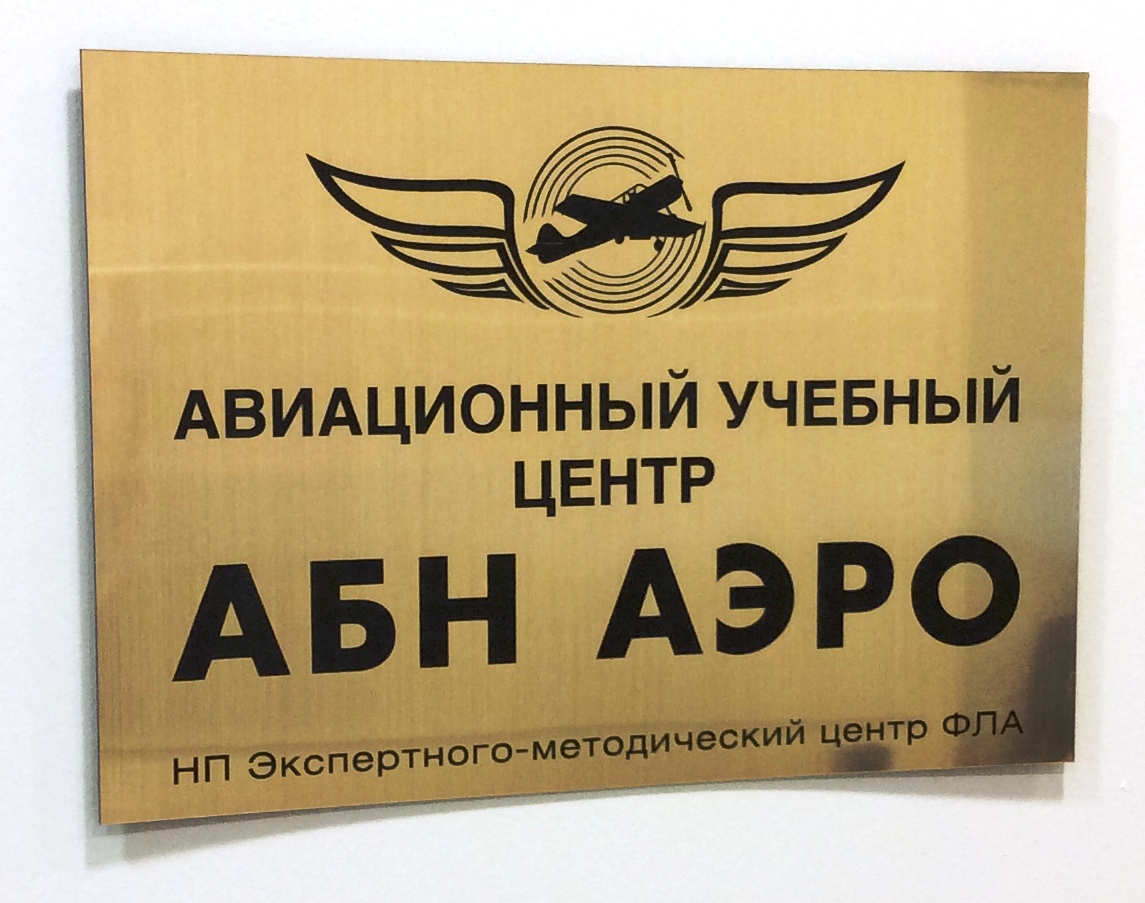 АВИАЦИОННЫЙ УЧЕБНЫЙ
ЦЕНТР
АБН АЭРО
НП Экспертного-методический центр ФЛА